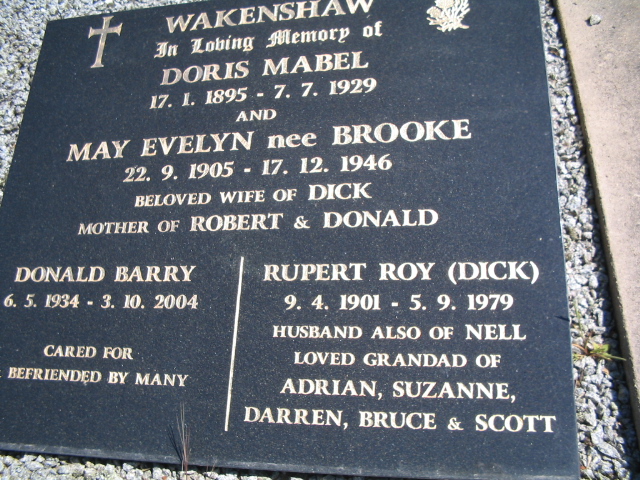 WAKENSHAW
In Loving Memory of
DORIS MABEL
17. 1. 1895 - 7. 7. 1929
AND
MAY EVELYN nee BROOKE
22. 9. 1905 - 17. 12. 1946
BELOVED WIFE OF DICK
MOTHER OF ROBERT & DONALD
DONALD BARRY
6. 5. 1934 - 3. 10. 2004
CARED FOR
BEFRIENDED BY MANY
RUPERT ROY (DICK)
9. 4. 1901 - 5. 9. 1979
HUSBAND ALSO OF NELL
LOVED GRANDAD OF
ADRIAN, SUZANNE,
DARREN, BRUCE & SCOTT